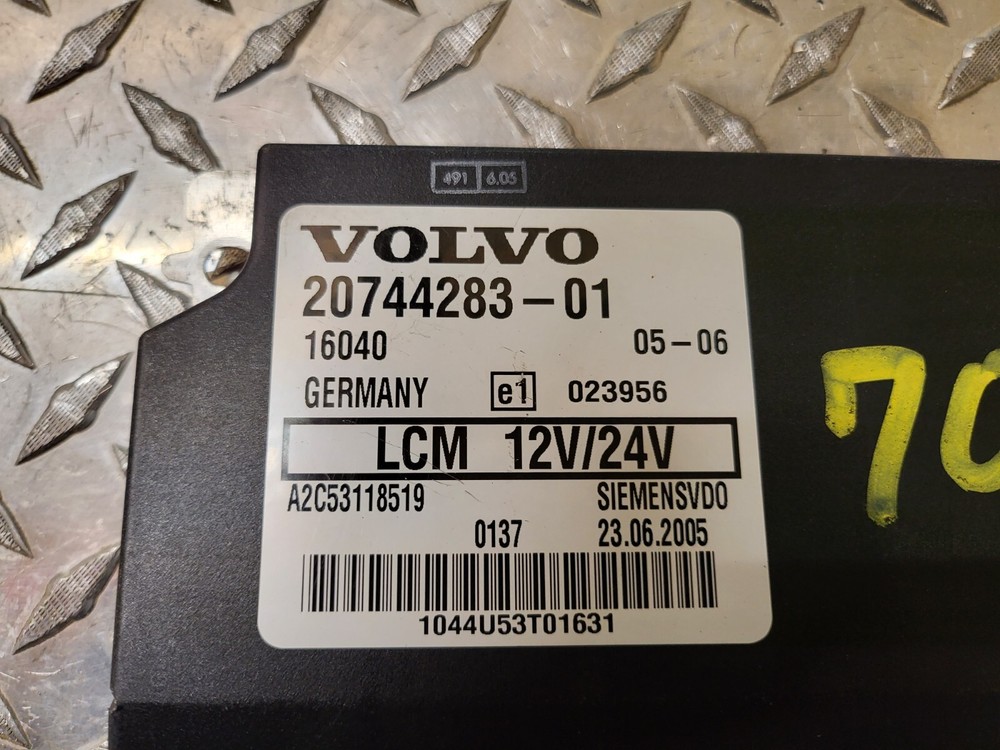 491 6.05
VOLVO
20744283-01
16040 05-06
GERMANY e1 023956
LCM 12V/24V
A2C53118519 SIEMENSVDO
0137 23.06.2005
1044U53T01631
70